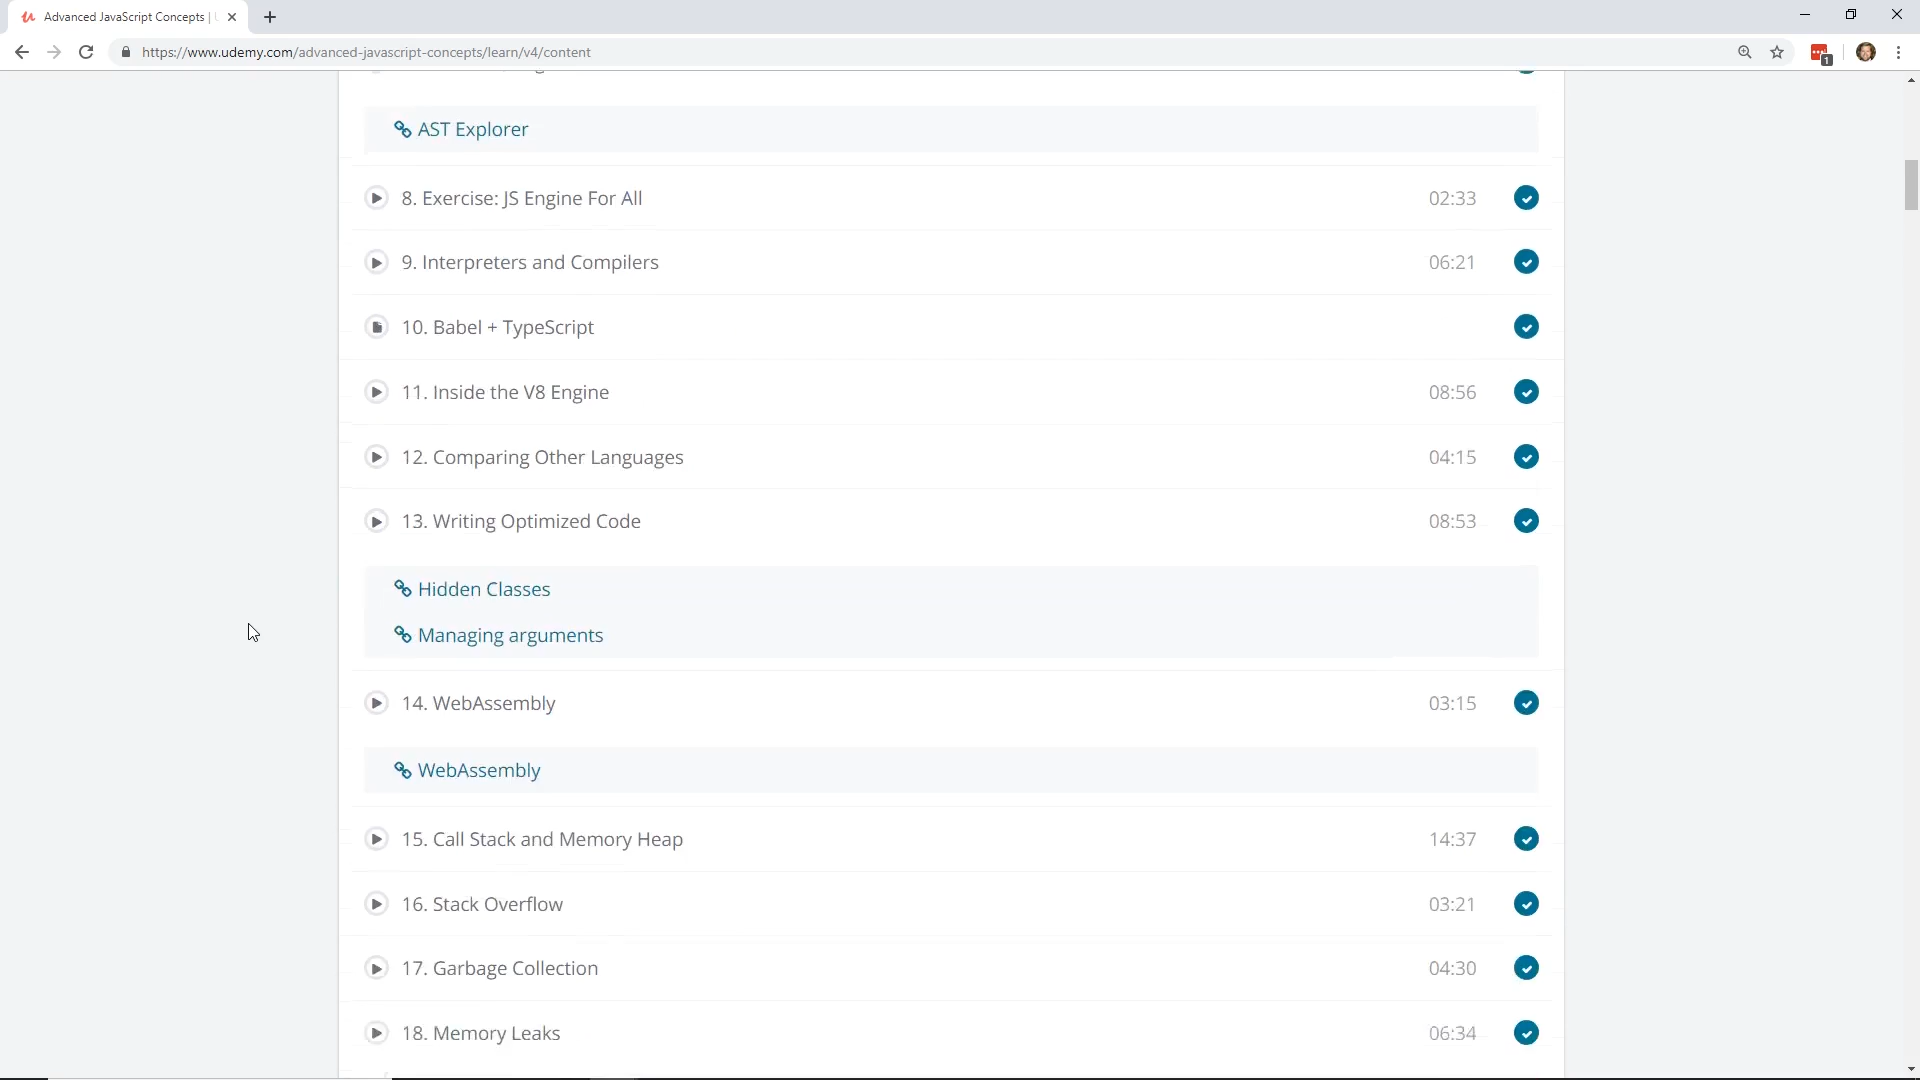 Advanced JavaScript Concepts |
https://www.udemy.com/advanced-javascript-concepts/learn/v4/content
1
AST Explorer
8. Exercise: JS Engine For All 02:33
9. Interpreters and Compilers 06:21
10. Babel + TypeScript
11. Inside the V8 Engine 08:56
12. Comparing Other Languages 04:15
13. Writing Optimized Code 08:53
Hidden Classes
Managing arguments
14. WebAssembly 03:15
WebAssembly
15. Call Stack and Memory Heap 14:37
16. Stack Overflow 03:21
17. Garbage Collection 04:30
18. Memory Leaks 06:34